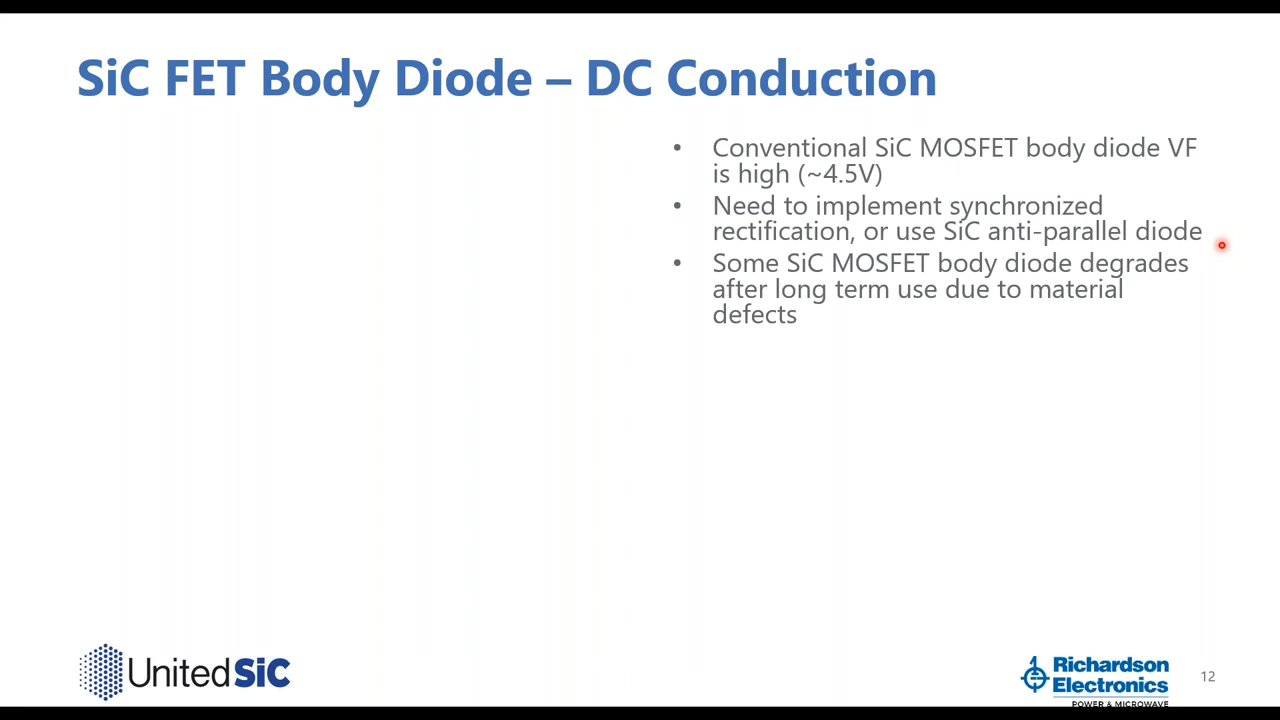 SiC FET Body Diode – DC Conduction
• Conventional SiC MOSFET body diode VF
is high (~4.5V)
• Need to implement synchronized
rectification, or use SiC anti-parallel diode
• Some SiC MOSFET body diode degrades
after long term use due to material
defects
UnitedSiC
Richardson
Electronics
POWER & MICROWAVE
12